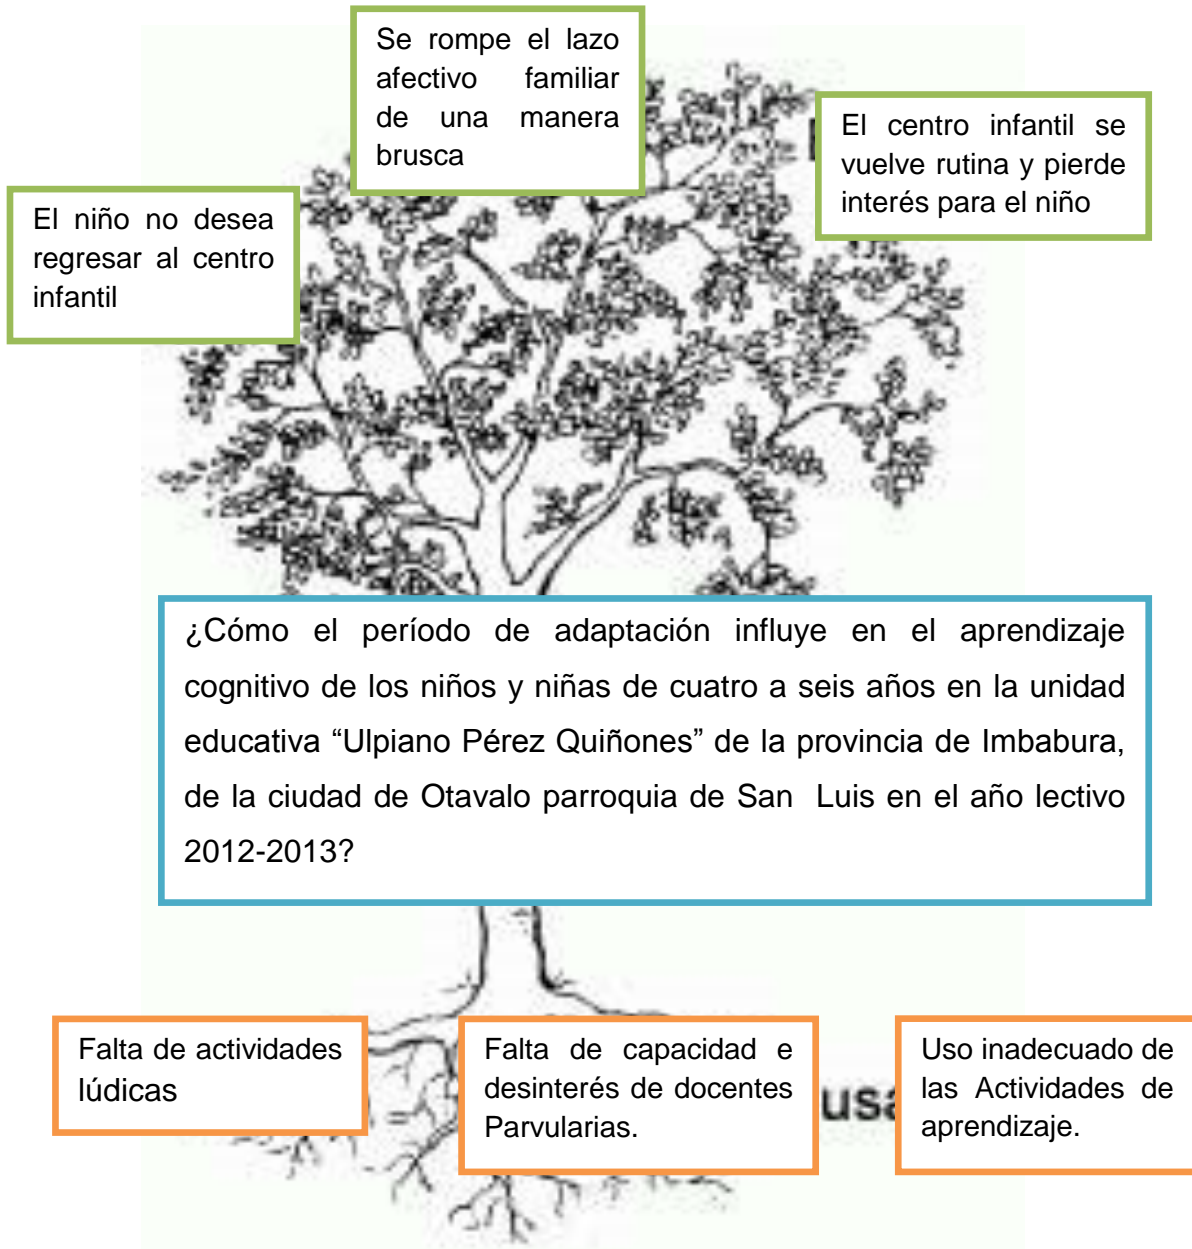 Se rompe el lazo
afectivo familiar
de una manera
brusca
El centro infantil se
vuelve rutina y pierde
interés para el niño
El niño no desea
regresar al centro
infantil
¿Cómo el período de adaptación influye en el aprendizaje
cognitivo de los niños y niñas de cuatro a seis años en la unidad
educativa “Ulpiano Pérez Quiñones” de la provincia de Imbabura,
de la ciudad de Otavalo parroquia de San  Luis en el año lectivo
2012-2013?
Falta de actividades
lúdicas
Falta de capacidad e
desinterés de docentes
Parvularias.
Uso inadecuado de
las Actividades de
aprendizaje.